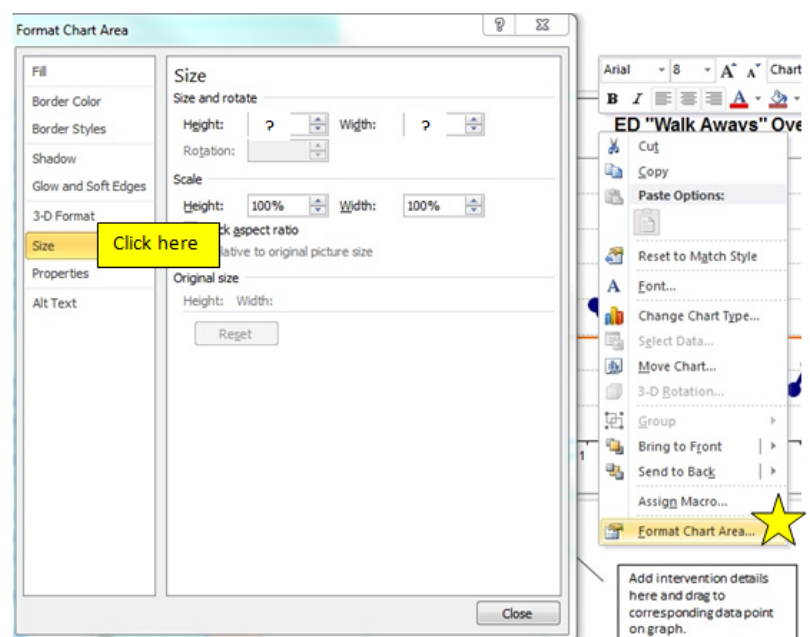 Format Chart Area
Fill
Border Color
Border Styles
Shadow
Glow and Soft Edges
3-D Format
Size
Properties
Alt Text
Click here
Size
Size and rotate
Height: ? Width: ?
Rotation:
Scale
Height: 100% Width: 100%
aspect ratio
to original picture size
Original size
Height: Width:
Reset
Close
Arial 8 A A Chart
B I A
ED "Walk Aways"
Cut
Copy
Paste Options:
Reset to Match Style
A Font...
Change Chart Type...
Select Data...
Move Chart...
3-D Rotation...
Group
Bring to Front
Send to Back
Assign Macro...
Format Chart Area...
1
Add intervention details
here and drag to
corresponding data point
on graph.